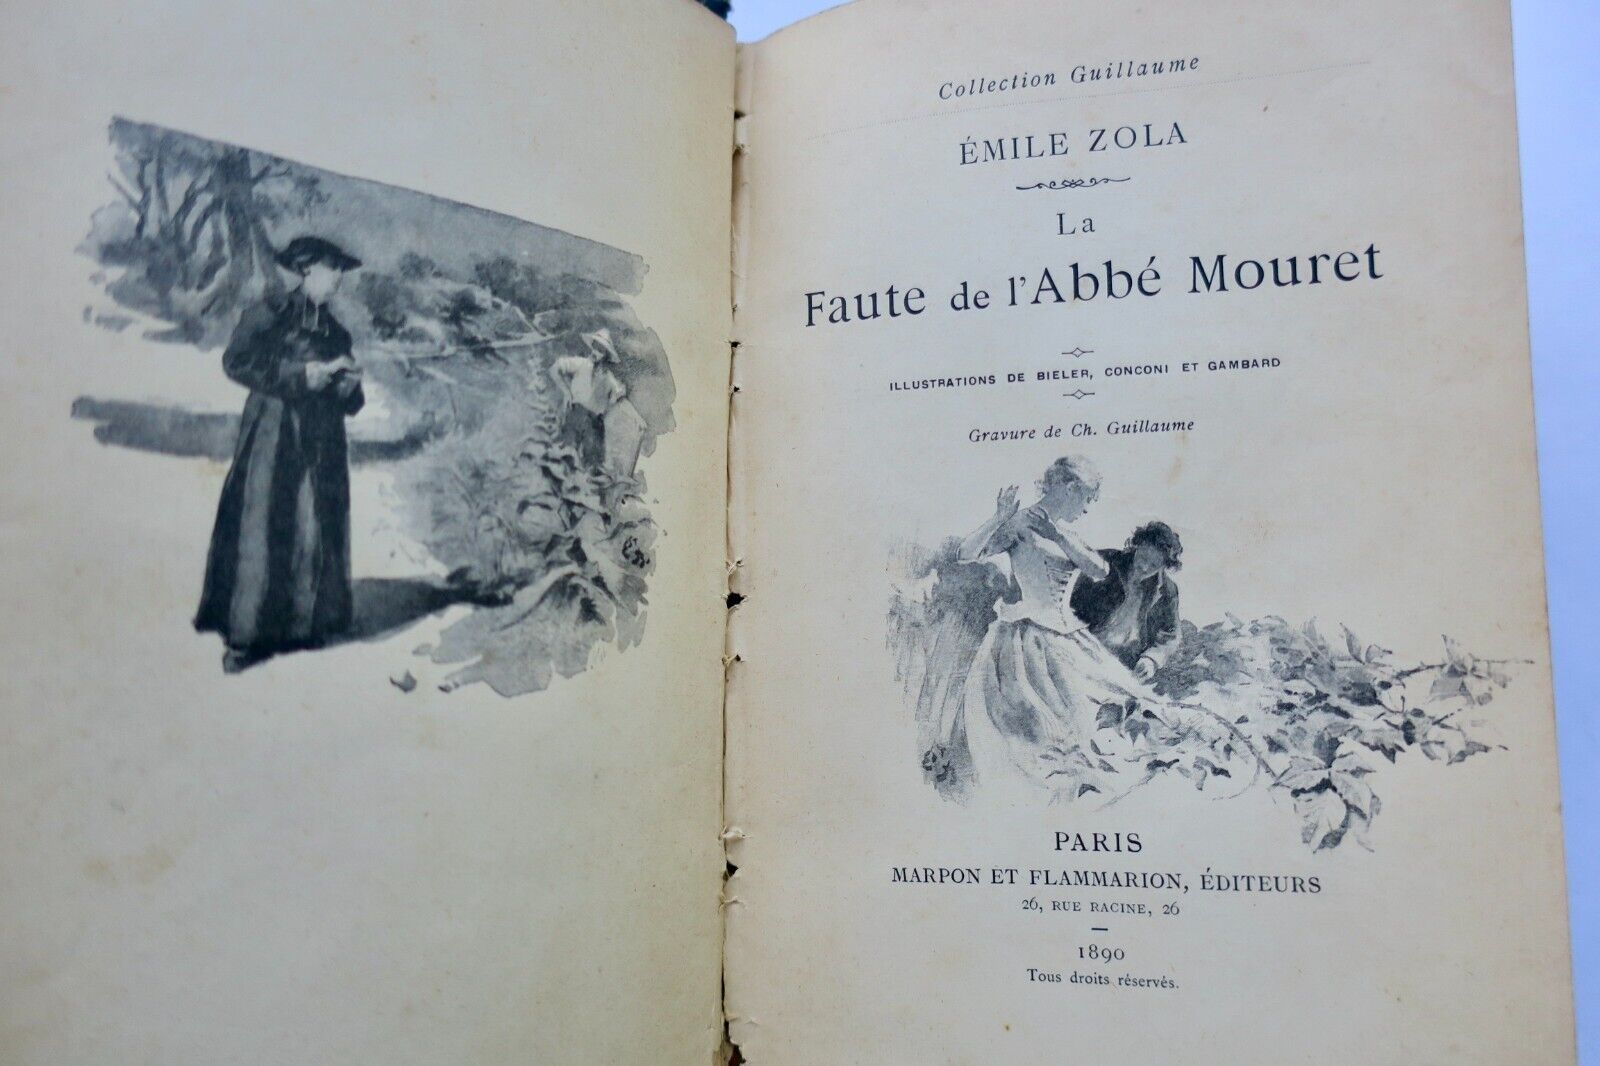 Collection Guillaume
ÉMILE ZOLA
La
Faute de l'Abbé Mouret
ILLUSTRATIONS DE BIELER, CONCONI ET GAMBARD
Gravure de Ch. Guillaume
PARIS
MARPON ET FLAMMARION, ÉDITEURS
26, RUE RACINE, 26
1890
Tous droits réservés.